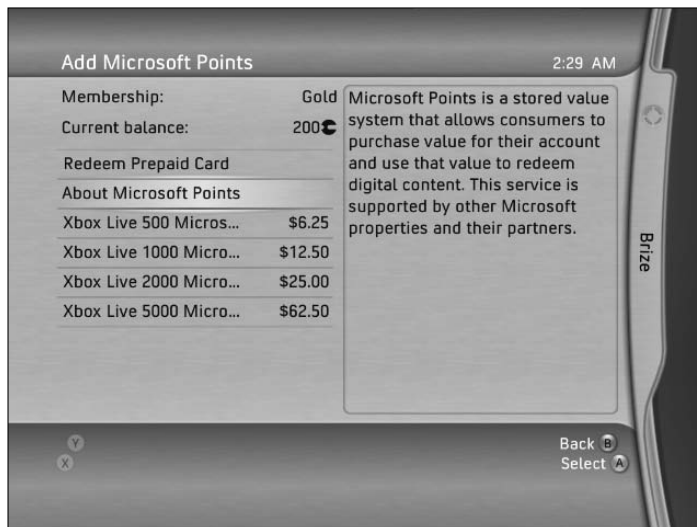 Add Microsoft Points 2:29 AM
Membership: Gold
Current balance: 200
Redeem Prepaid Card
About Microsoft Points
Xbox Live 500 Micros... $6.25
Xbox Live 1000 Micro... $12.50
Xbox Live 2000 Micro... $25.00
Xbox Live 5000 Micro... $62.50
Microsoft Points is a stored value
system that allows consumers to
purchase value for their account
and use that value to redeem
digital content. This service is
supported by other Microsoft
properties and their partners.
Brize
Y
X
Back B
Select A